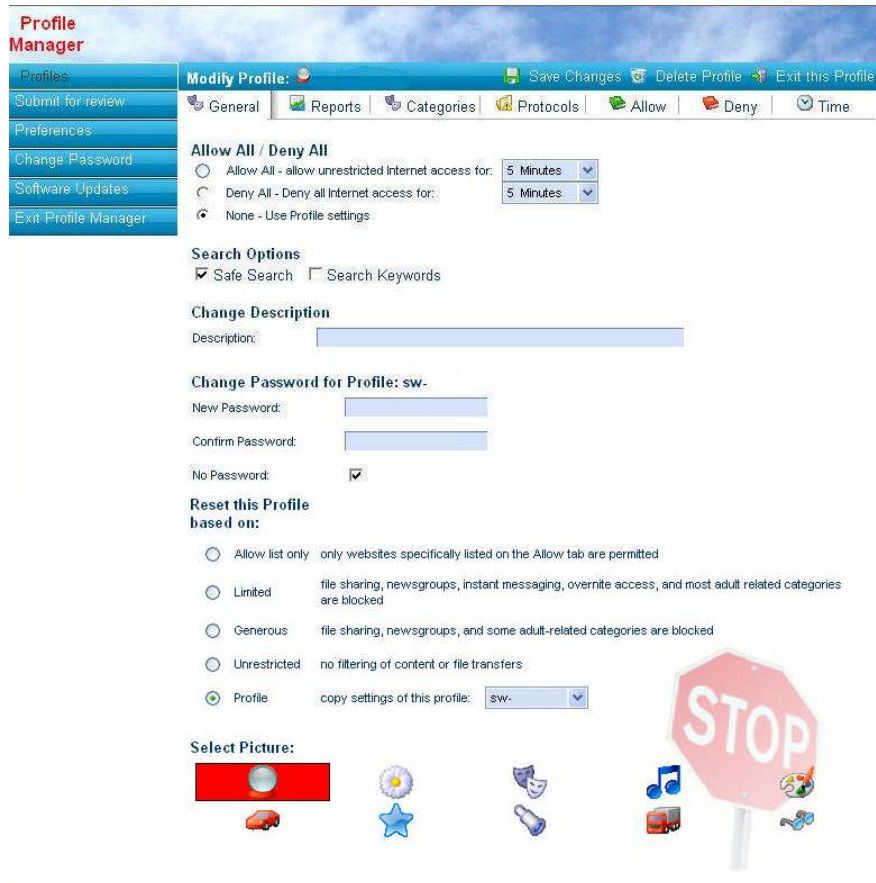 Profile
Manager
Profiles
Submit for review
Preferences
Change Password
Software Updates
Exit Profile Manager
Modify Profile:
Save Changes Delete Profile Exit this Profile
General Reports Categories Protocols Allow Deny Time
Allow All / Deny All
Allow All - allow unrestricted Internet access for: 5 Minutes
Deny All - Deny all Internet access for: 5 Minutes
None - Use Profile settings
Search Options
Safe Search Search Keywords
Change Description
Description:
Change Password for Profile: sw-
New Password:
Confirm Password:
No Password:
Reset this Profile
based on:
Allow list only only websites specifically listed on the Allow tab are permitted
Limited file sharing, newsgroups, instant messaging, overnite access, and most adult related categories
are blocked
Generous file sharing, newsgroups, and some adult-related categories are blocked
Unrestricted no filtering of content or file transfers
Profile copy settings of this profile: sw-
STOP
Select Picture: